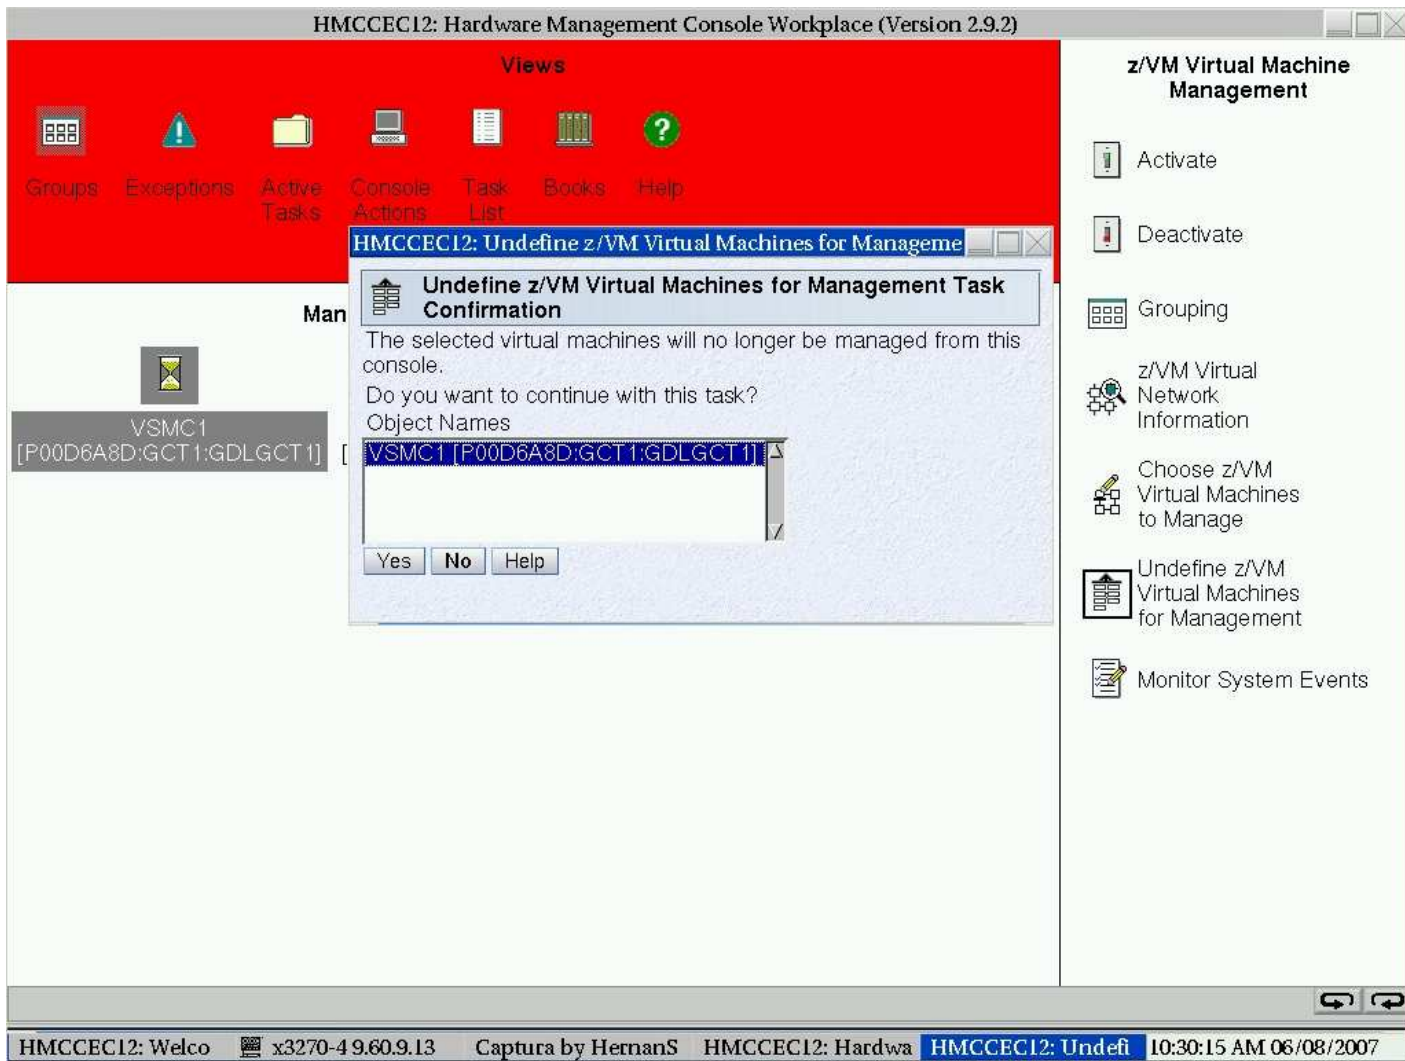 HMCCEC12: Hardware Management Console Workplace (Version 2.9.2)
Views
Groups
Exceptions
Active
Tasks
Console
Actions
Task
List
Books
Help
Man
VSMC1
[P00D6A8D:GCT1:GDLGCT1]
[
HMCCEC12: Undefine z/VM Virtual Machines for Manageme
Undefine z/VM Virtual Machines for Management Task
Confirmation
The selected virtual machines will no longer be managed from this
console.
Do you want to continue with this task?
Object Names
VSMC1 [P00D6A8D:GCT1:GDLGCT1]
Yes
No
Help
z/VM Virtual Machine
Management
Activate
Deactivate
Grouping
z/VM Virtual
Network
Information
Choose z/VM
Virtual Machines
to Manage
Undefine z/VM
Virtual Machines
for Management
Monitor System Events
HMCCEC12: Welco
x3270-4 9.60.9.13
Captura by HernanS
HMCCEC12: Hardwa
HMCCEC12: Undefi
10:30:15 AM 06/08/2007